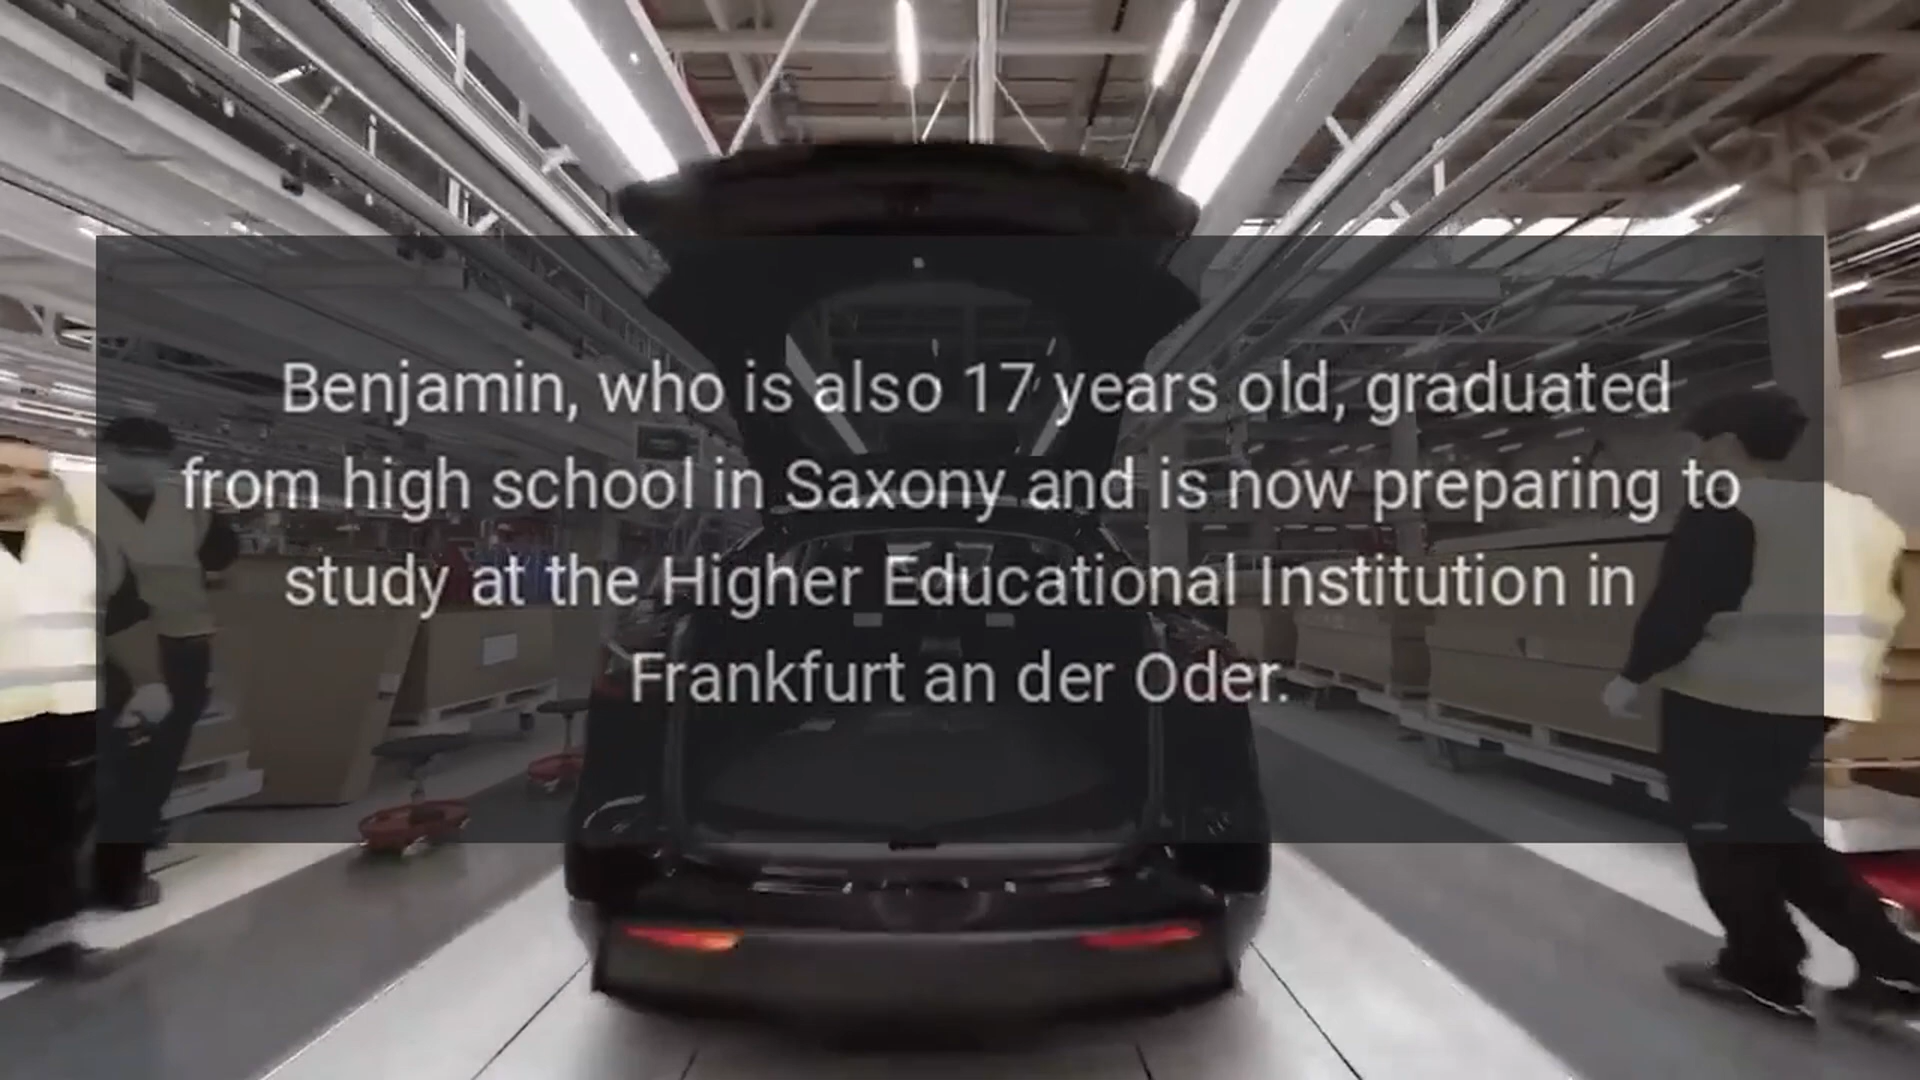 Benjamin, who is also 17 years old, graduated
from high school in Saxony and is now preparing to
study at the Higher Educational Institution in
Frankfurt an der Oder.